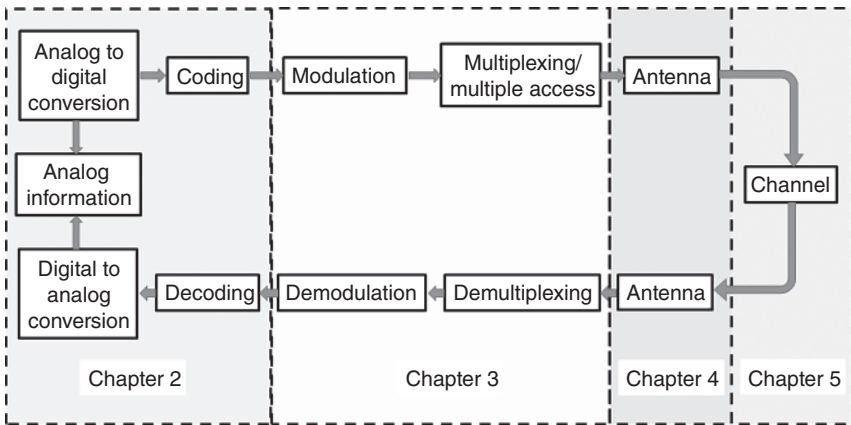 Analog to
digital
conversion
Coding
Modulation
Multiplexing/
multiple access
Antenna
Analog
information
Channel
Digital to
analog
conversion
Decoding
Demodulation
Demultiplexing
Antenna
Chapter 2
Chapter 3
Chapter 4
Chapter 5